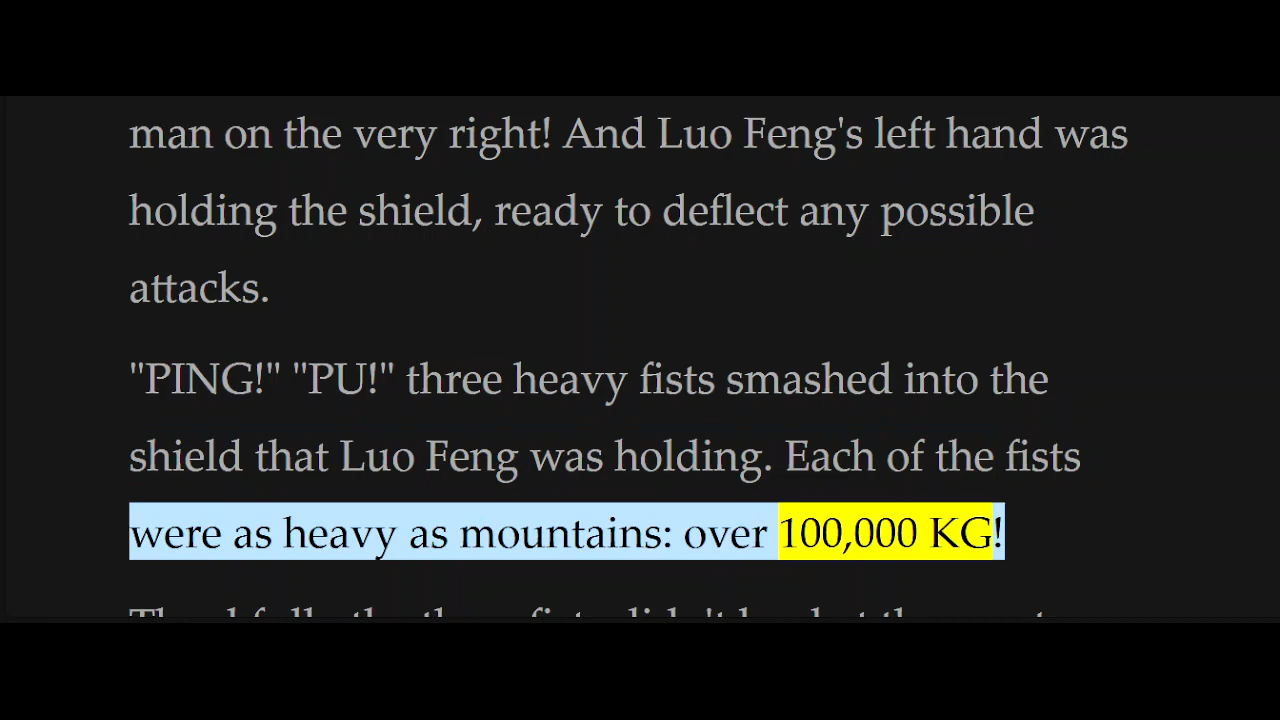 man on the very right! And Luo Feng's left hand was
holding the shield, ready to deflect any possible
attacks.
"PING!" "PU!" three heavy fists smashed into the
shield that Luo Feng was holding. Each of the fists
were as heavy as mountains: over 100,000 KG!